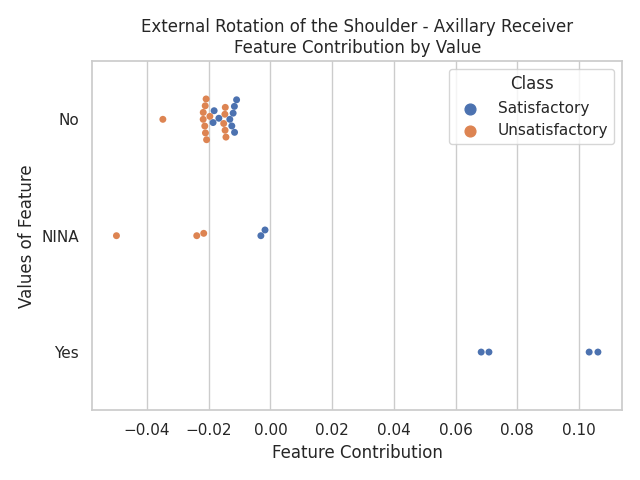 External Rotation of the Shoulder - Axillary Receiver
Feature Contribution by Value
Class
Satisfactory
Unsatisfactory
Values of Feature
No
NINA
Yes
−0.04 −0.02 0.00 0.02 0.04 0.06 0.08 0.10
Feature Contribution